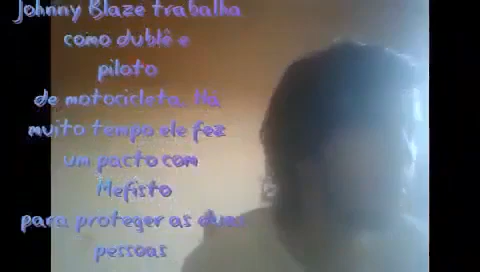 Johnny Blaze trabalha
como dublê e
piloto
de motocicleta. Há
muito tempo ele fez
um pacto com
Mefisto
para proteger as duas
pessoas